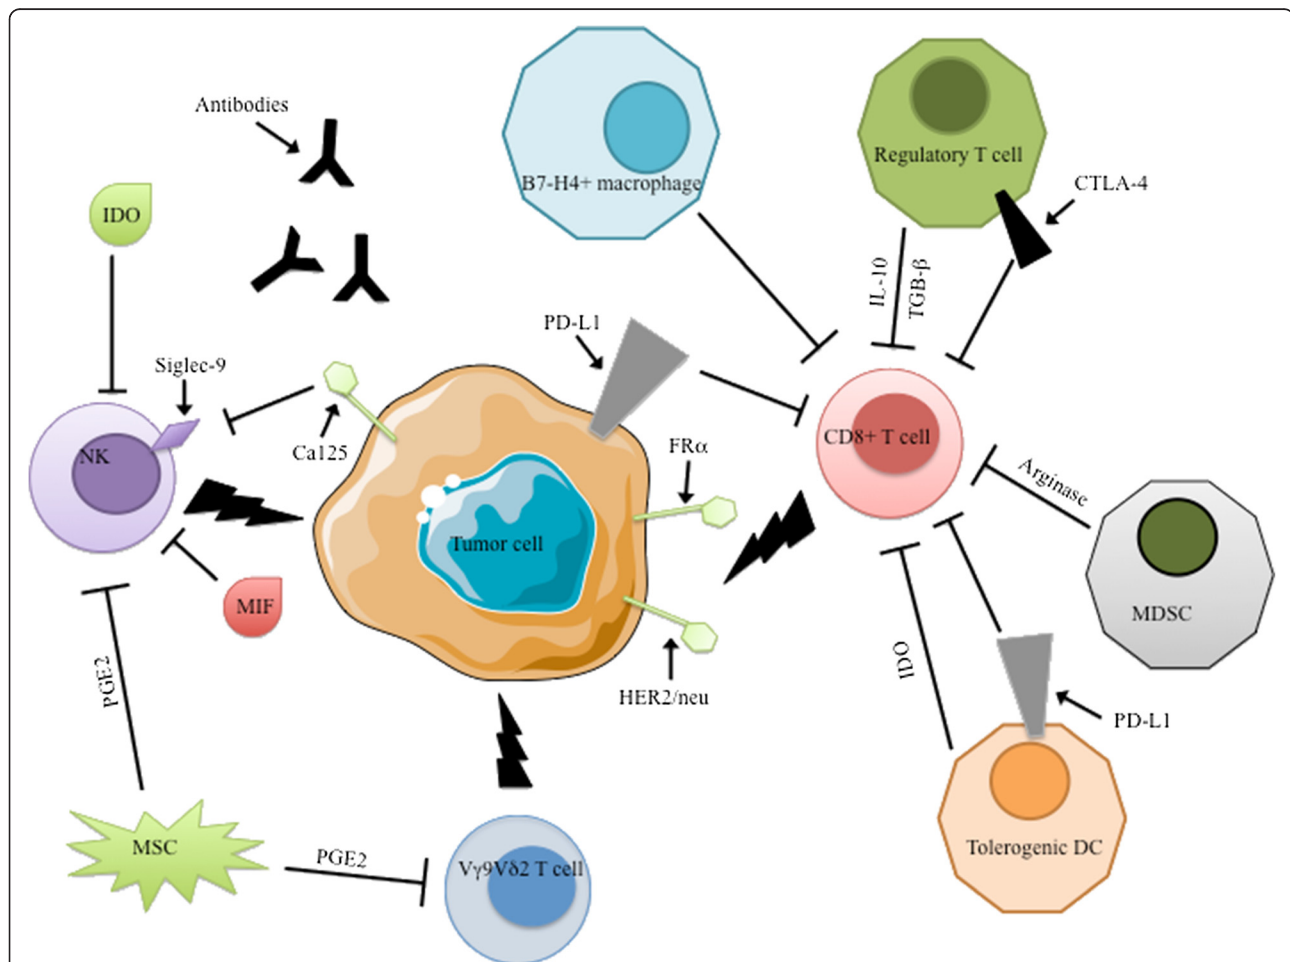 Antibodies
IDO
Siglec-9
NK
Ca125
MIF
PGE2
MSC
PGE2
Vγ9Vδ2 T cell
Tumor cell
PD-L1
FRα
HER2/neu
B7-H4+ macrophage
Regulatory T cell
CTLA-4
IL-10
TGB-β
CD8+ T cell
Arginase
MDSC
IDO
PD-L1
Tolerogenic DC